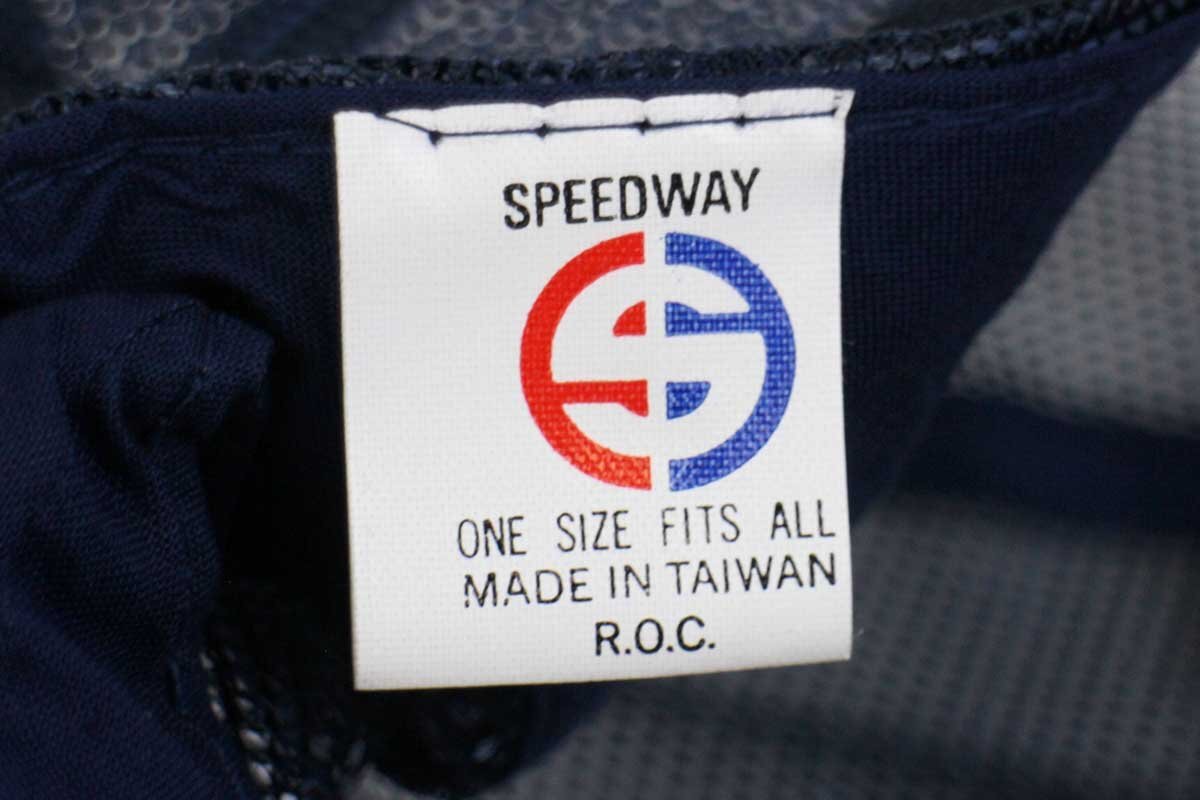 SPEEDWAY
ONE SIZE FITS ALL
MADE IN TAIWAN
R.O.C.